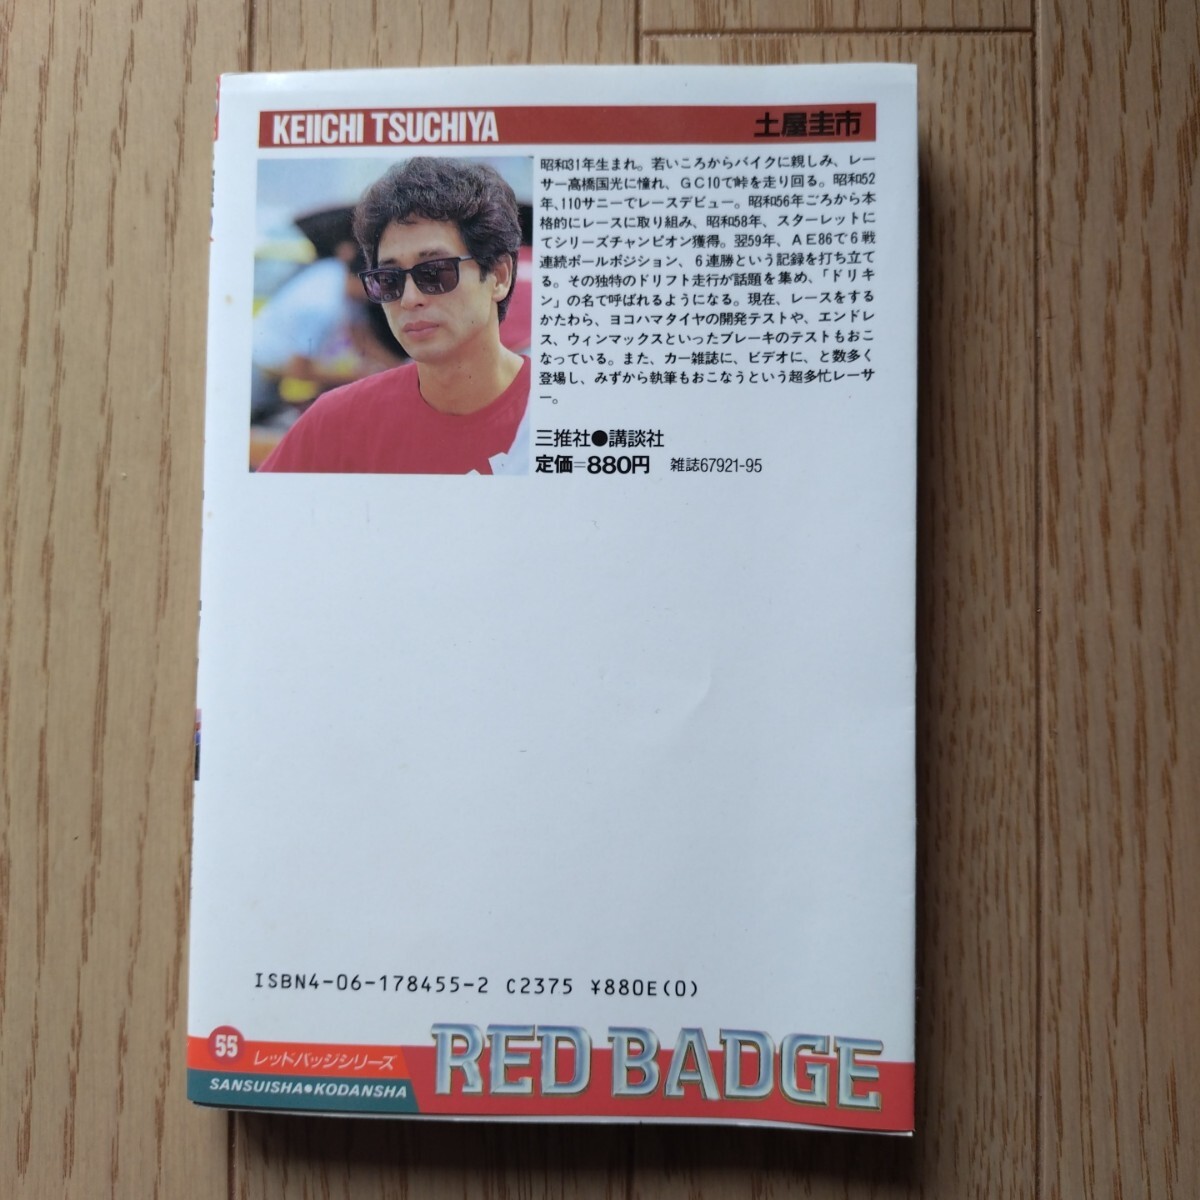 KEIICHI TSUCHIYA 土屋圭市
昭和31年生まれ。若いころからバイクに親しみ、レー
サー高橋国光に憧れ、GC10で峠を走り回る。昭和52
年、110サニーでレースデビュー。昭和56年ごろから本
格的にレースに取り組み、昭和58年、スターレットに
てシリーズチャンピオン獲得。翌59年、AE86で6戦
連続ポールポジション、6連勝という記録を打ち立て
る。その独特のドリフト走行が話題を集め、「ドリキ
ン」の名で呼ばれるようになる。現在、レースをする
かたわら、ヨコハマタイヤの開発テストや、エンドレ
ス、ウィンマックスといったブレーキのテストもおこ
なっている。また、カー雑誌に、ビデオに、と数多く
登場し、みずから執筆もおこなうという超多忙レーサ
ー。
三推社●講談社
定価=880円 雑誌67921-95
ISBN4-06-178455-2 C2375 ¥880E(0)
55 レッドバッジシリーズ
SANSUISHA●KODANSHA
RED BADGE